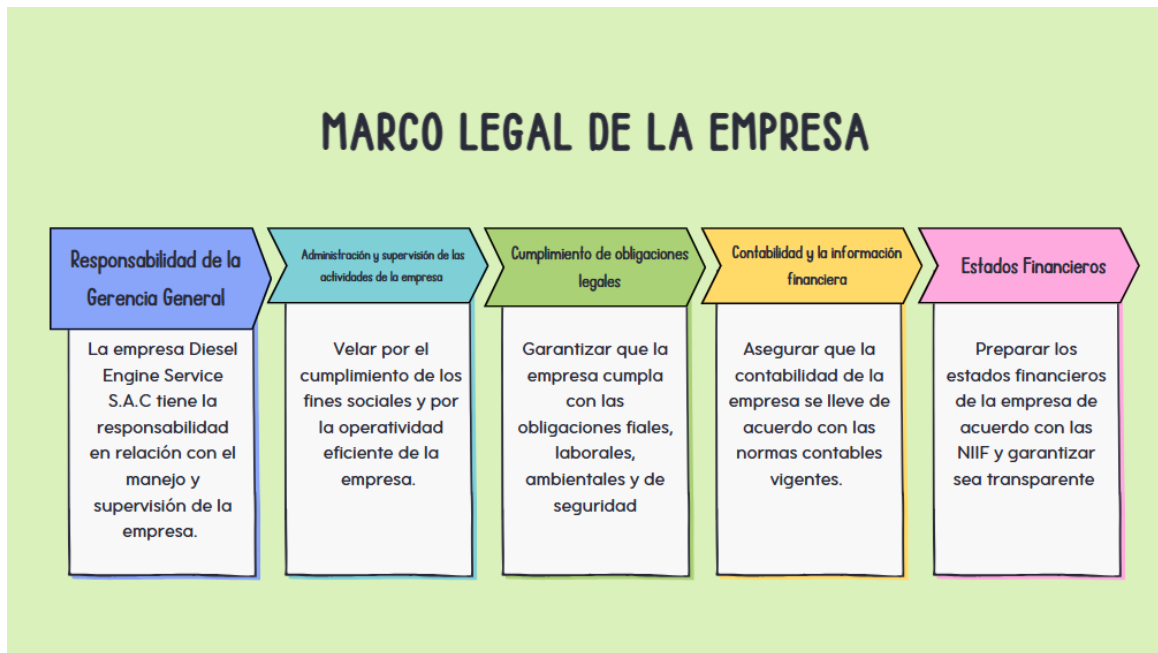 MARCO LEGAL DE LA EMPRESA
Responsabilidad de la
Gerencia General
La empresa Diesel
Engine Service
S.A.C tiene la
responsabilidad
en relación con el
manejo y
supervisión de la
empresa.
Administración y supervisión de las
actividades de la empresa
Velar por el
cumplimiento de los
fines sociales y por
la operatividad
eficiente de la
empresa.
Cumplimiento de obligaciones
legales
Garantizar que la
empresa cumpla
con las
obligaciones fiales,
laborales,
ambientales y de
seguridad
Contabilidad y la información
financiera
Asegurar que la
contabilidad de la
empresa se lleve de
acuerdo con las
normas contables
vigentes.
Estados Financieros
Preparar los
estados financieros
de la empresa de
acuerdo con las
NIIF y garantizar
sea transparente